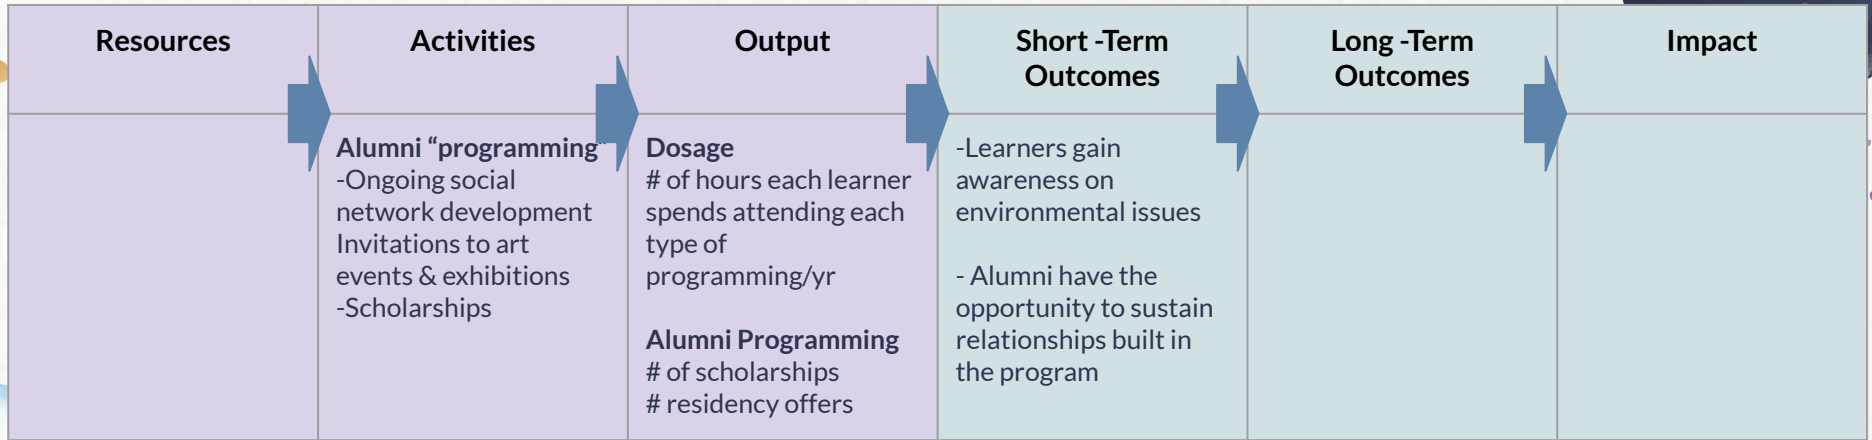 Resources
Activities
Output
Short -Term
Outcomes
Long -Term
Outcomes
Impact
Alumni “programming”
-Ongoing social
network development
Invitations to art
events & exhibitions
-Scholarships
Dosage
# of hours each learner
spends attending each
type of
programming/yr
Alumni Programming
# of scholarships
# residency offers
-Learners gain
awareness on
environmental issues
- Alumni have the
opportunity to sustain
relationships built in
the program